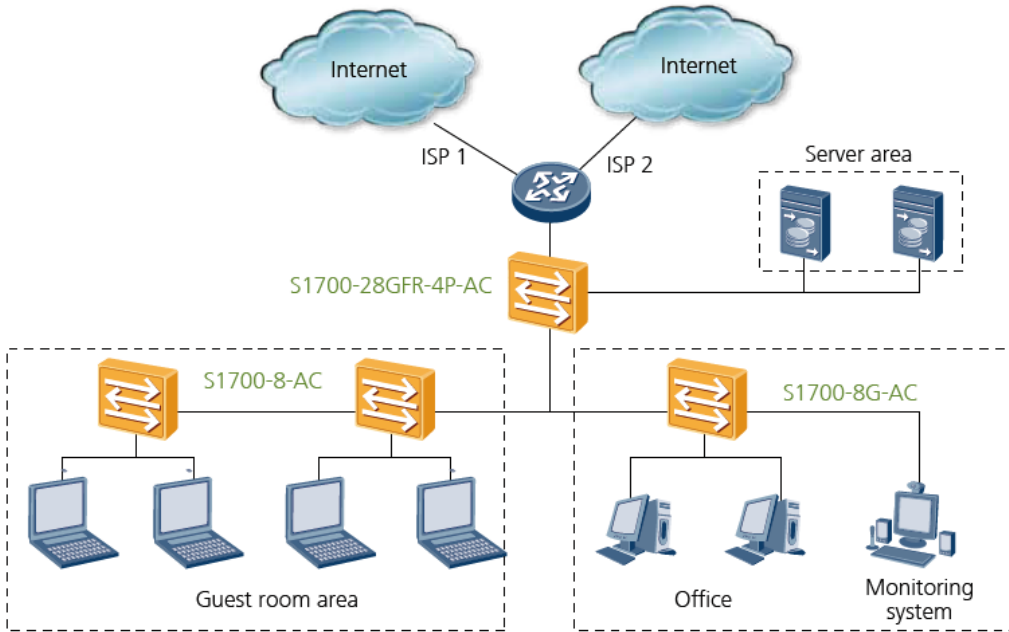 Internet
Internet
ISP 1
ISP 2
Server area
S1700-28GFR-4P-AC
S1700-8-AC
S1700-8G-AC
Guest room area
Office
Monitoring
system